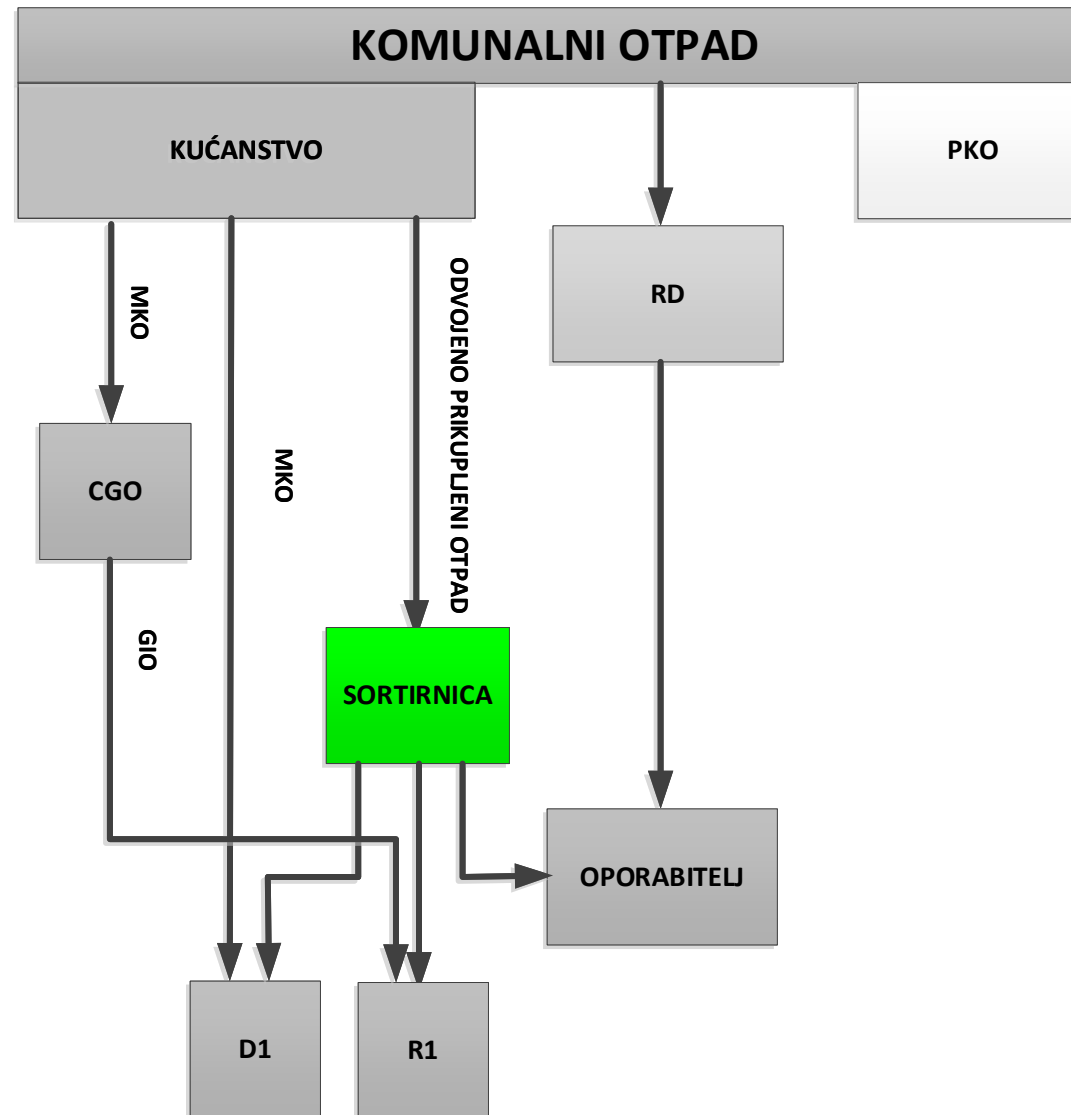 KOMUNALNI OTPAD
KUĆANSTVO
PKO
RD
MKO
ODVOJENO PRIKUPLJENI OTPAD
MKO
CGO
GIO
SORTIRNICA
OPORABITELJ
D1
R1